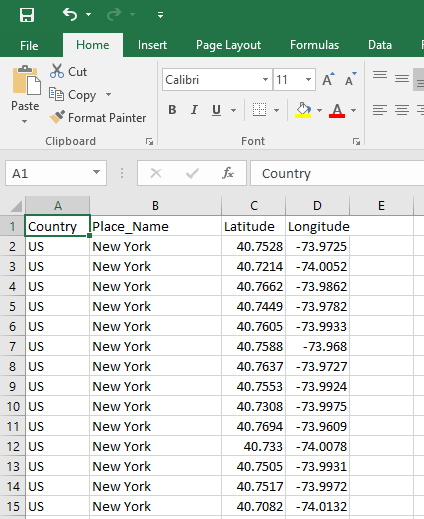 File Home Insert Page Layout Formulas Data
Cut
Copy
Paste
Format Painter
Clipboard
Calibri 11 A A
B I U A
Font
A1 fx Country
A B C D E
1 Country Place_Name Latitude Longitude
2 US New York 40.7528 -73.9725
3 US New York 40.7214 -74.0052
4 US New York 40.7662 -73.9862
5 US New York 40.7449 -73.9782
6 US New York 40.7605 -73.9933
7 US New York 40.7588 -73.968
8 US New York 40.7637 -73.9727
9 US New York 40.7553 -73.9924
10 US New York 40.7308 -73.9975
11 US New York 40.7694 -73.9609
12 US New York 40.733 -74.0078
13 US New York 40.7505 -73.9931
14 US New York 40.7517 -73.9972
15 US New York 40.7082 -74.0132